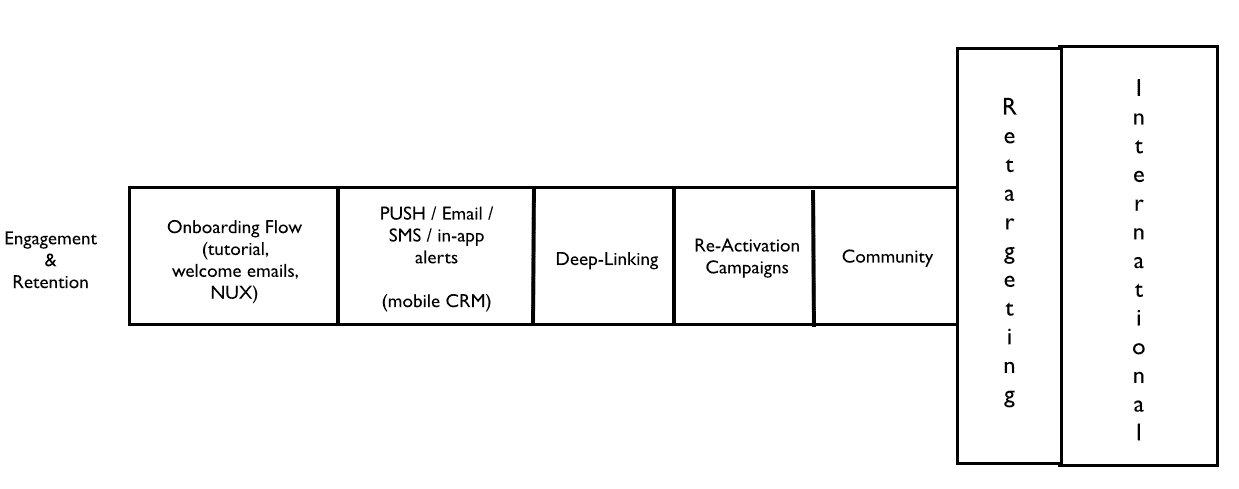 Engagement
&
Retention
Onboarding Flow
(tutorial,
welcome emails,
NUX)
PUSH / Email /
SMS / in-app
alerts
(mobile CRM)
Deep-Linking
Re-Activation
Campaigns
Community
Retargeting
International